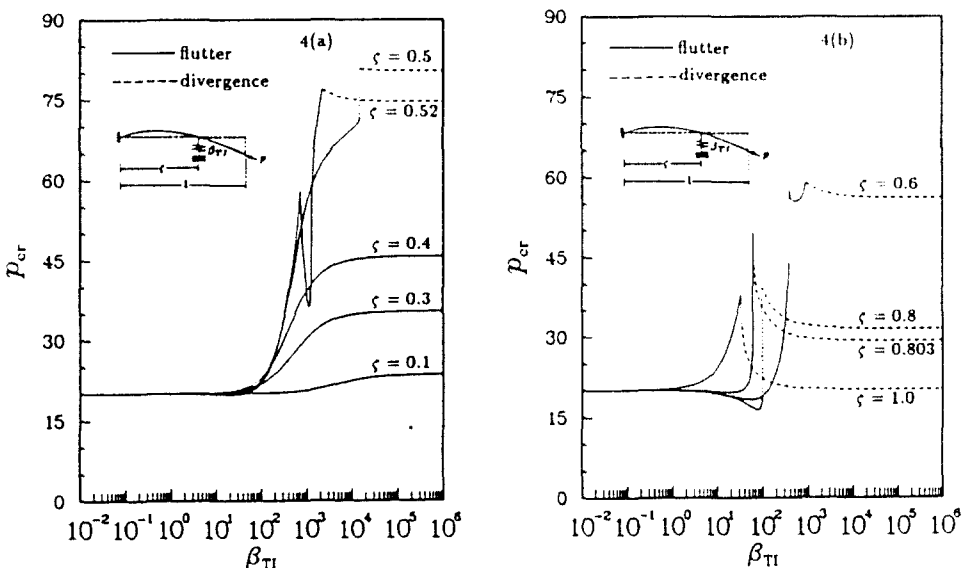 4(a)
flutter
divergence
ζ = 0.5
ζ = 0.52
ζ = 0.4
ζ = 0.3
ζ = 0.1
β_TI
P
ζ
1
90
75
60
45
30
15
0
p_cr
10^-2 10^-1 10^0 10^1 10^2 10^3 10^4 10^5 10^6
β_TI
4(b)
flutter
divergence
ζ = 0.6
ζ = 0.8
ζ = 0.803
ζ = 1.0
β_TI
P
ζ
1
90
75
60
45
30
15
0
p_cr
10^-2 10^-1 10^0 10^1 10^2 10^3 10^4 10^5 10^6
β_TI